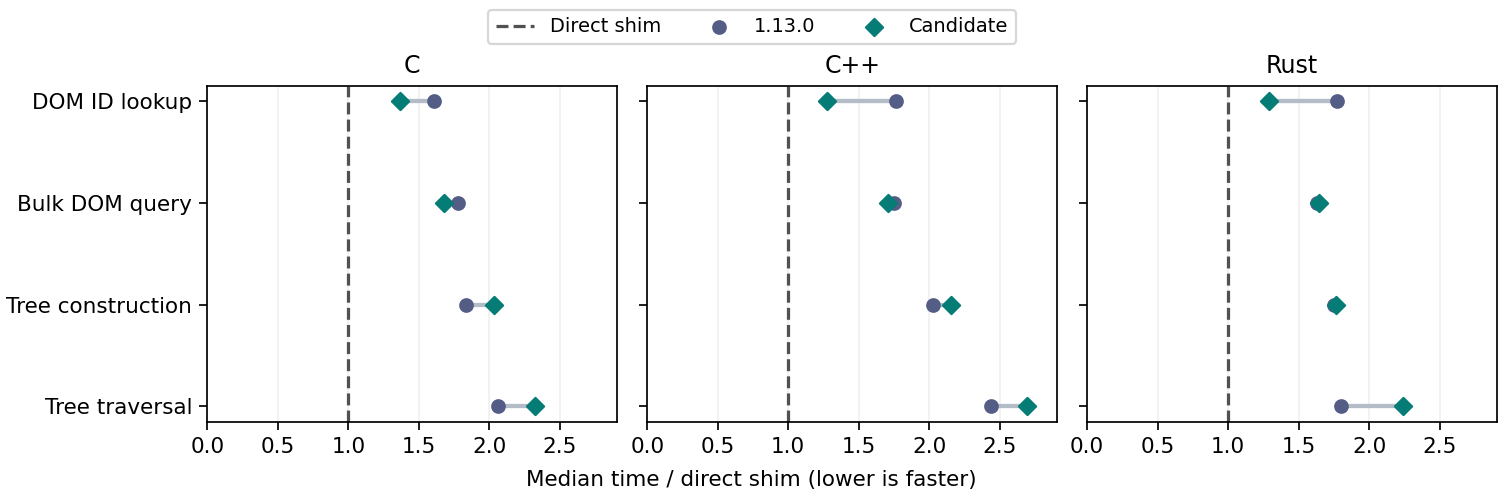 Direct shim 1.13.0 Candidate
C C++ Rust
DOM ID lookup
Bulk DOM query
Tree construction
Tree traversal
0.0 0.5 1.0 1.5 2.0 2.5 0.0 0.5 1.0 1.5 2.0 2.5 0.0 0.5 1.0 1.5 2.0 2.5
Median time / direct shim (lower is faster)